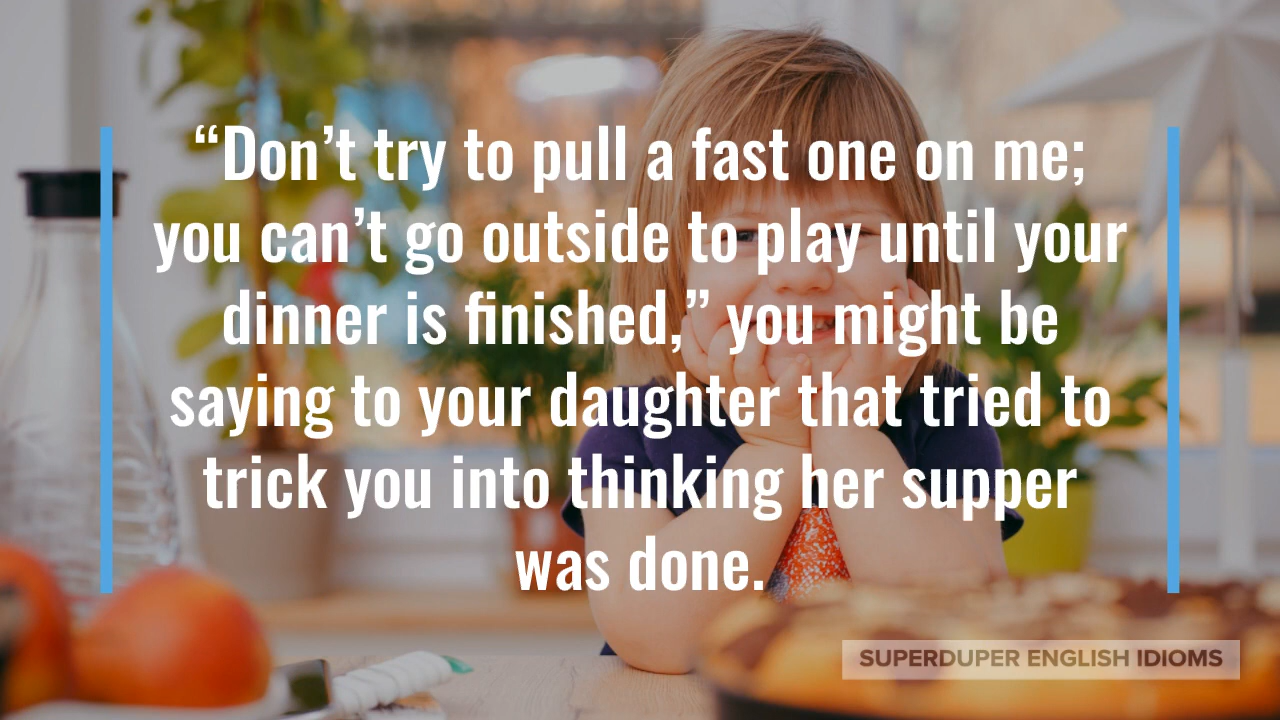 “Don’t try to pull a fast one on me;
you can’t go outside to play until your
dinner is finished,” you might be
saying to your daughter that tried to
trick you into thinking her supper
was done.
SUPERDUPER ENGLISH IDIOMS